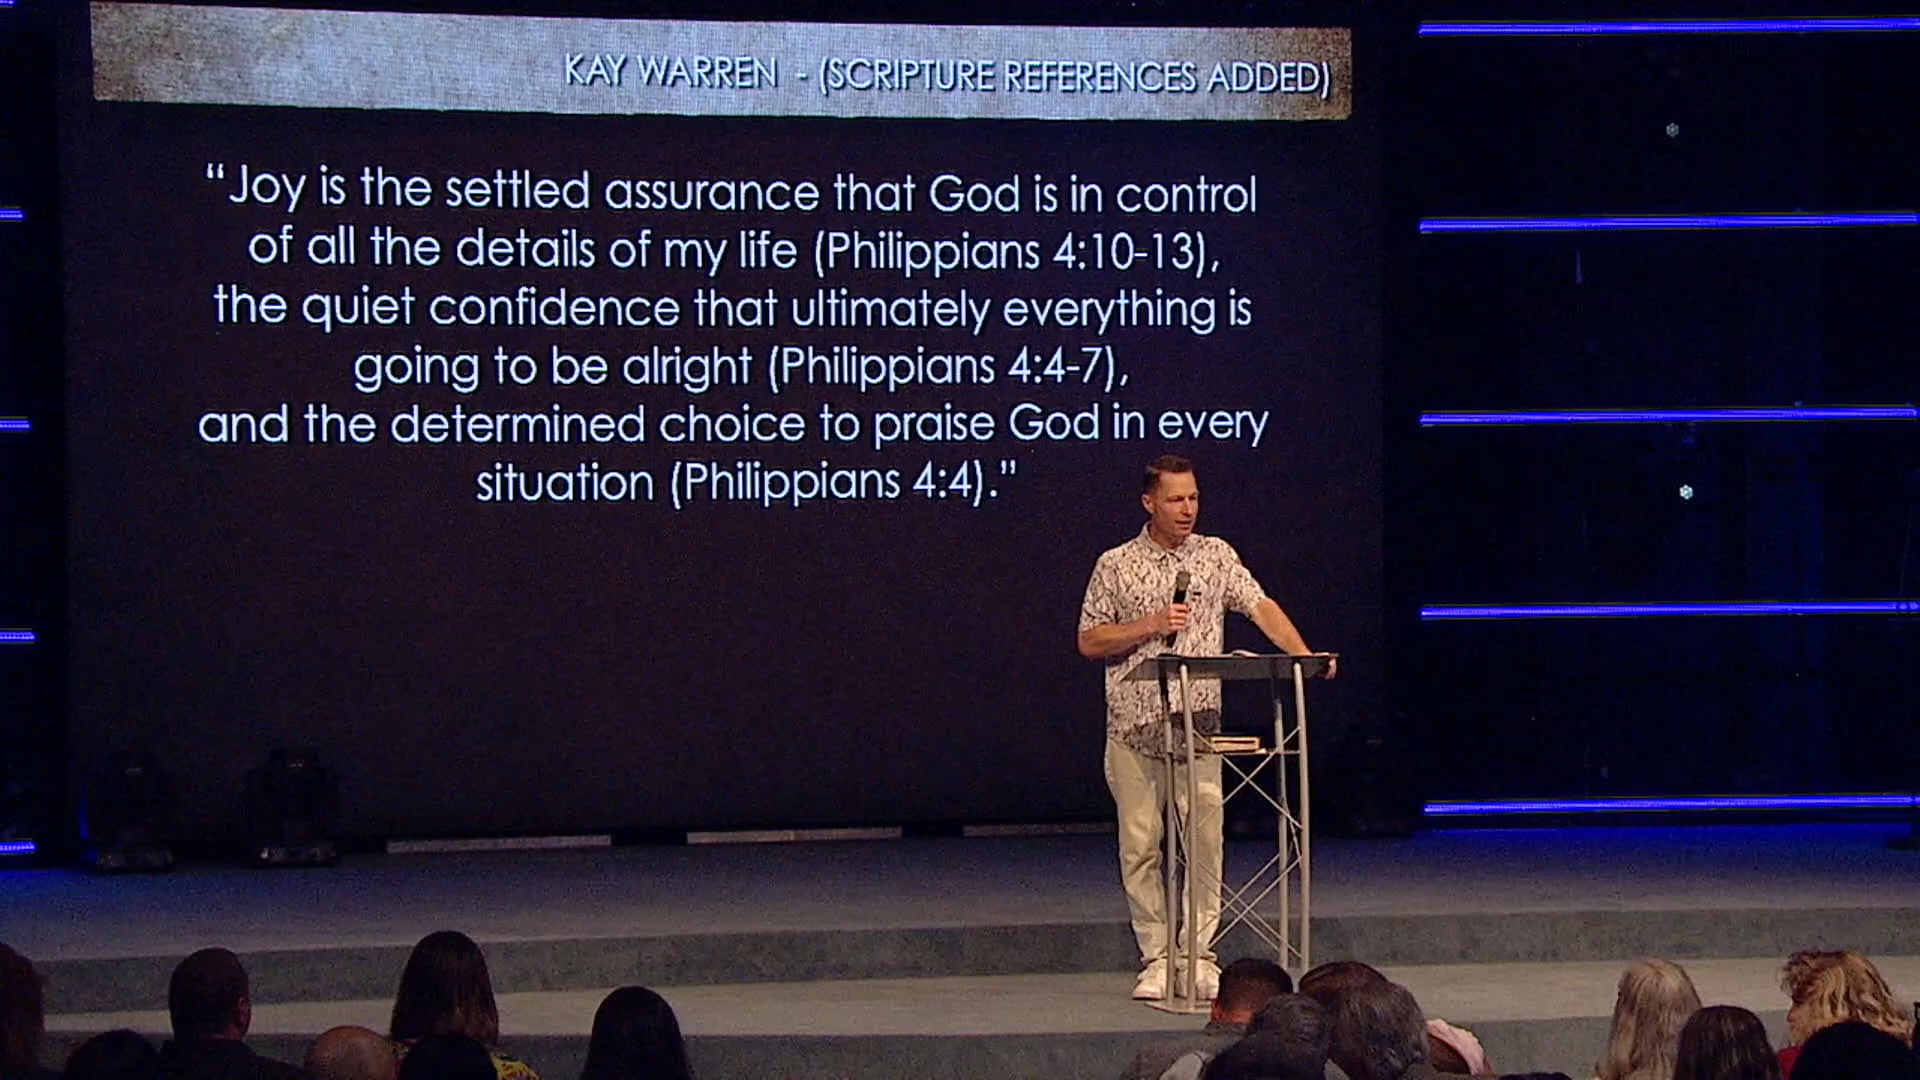 KAY WARREN - (SCRIPTURE REFERENCES ADDED)
“Joy is the settled assurance that God is in control
of all the details of my life (Philippians 4:10-13),
the quiet confidence that ultimately everything is
going to be alright (Philippians 4:4-7),
and the determined choice to praise God in every
situation (Philippians 4:4).”